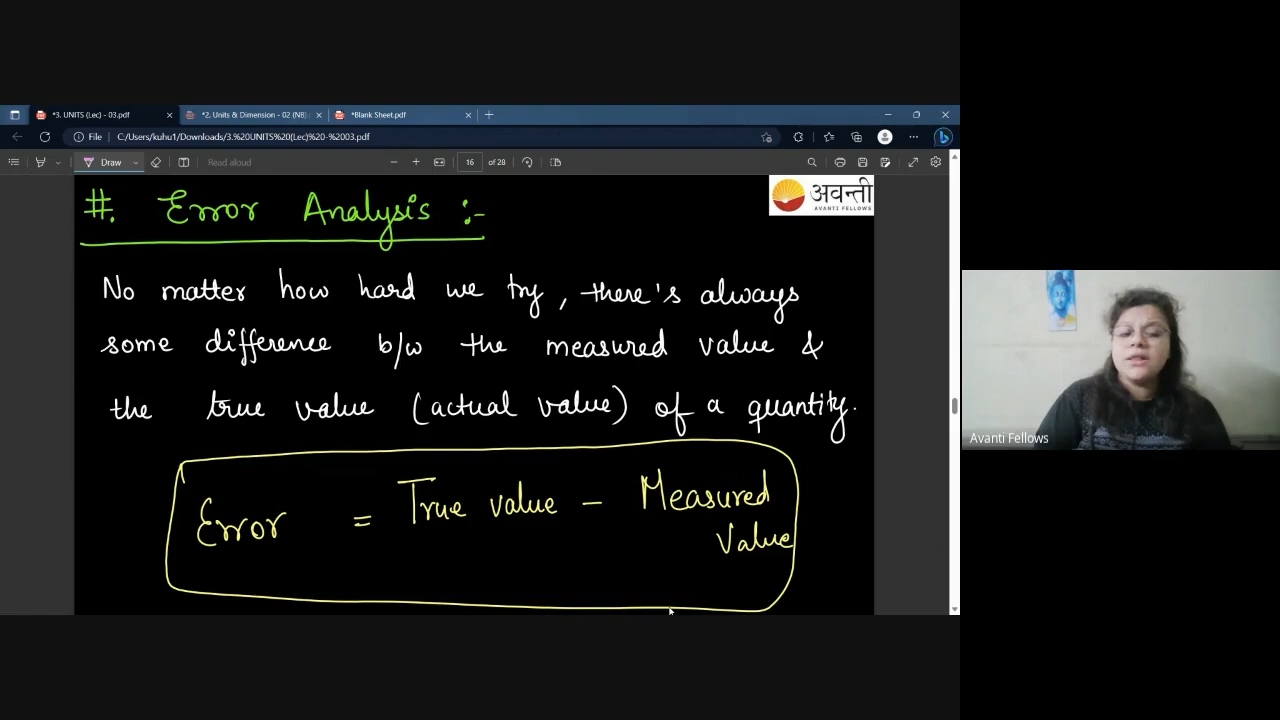 *3. UNITS (Lec) - 03.pdf
*2. Units & Dimension - 02 (NB).
*Blank Sheet.pdf
File
C:/Users/kuhu1/Downloads/3.%20UNITS%20(Lec)%20-%2003.pdf
Draw
Read aloud
16 of 28
#. Error Analysis :-
अवन्ती
AVANTI FELLOWS
No matter how hard we try, there's always
some difference b/w the measured value &
the true value (actual value) of a quantity.
Error = True value - Measured
Value
Avanti Fellows